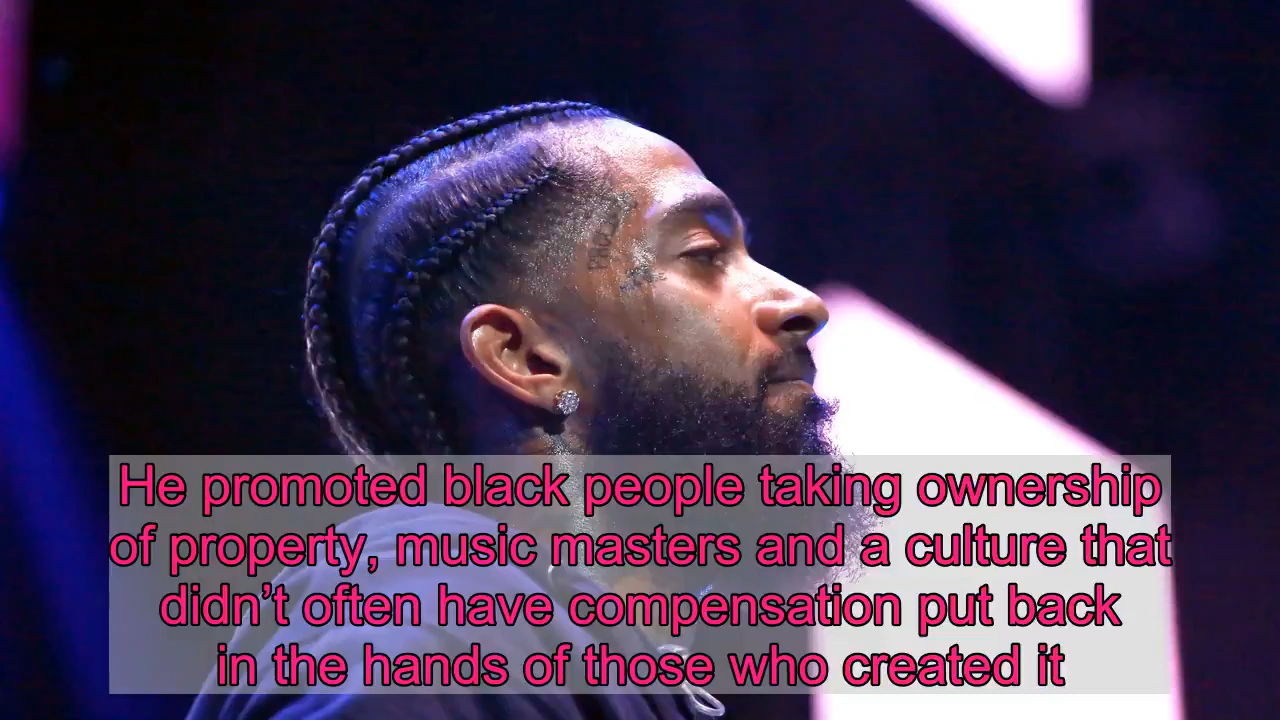 He promoted black people taking ownership
of property, music masters and a culture that
didn’t often have compensation put back
in the hands of those who created it